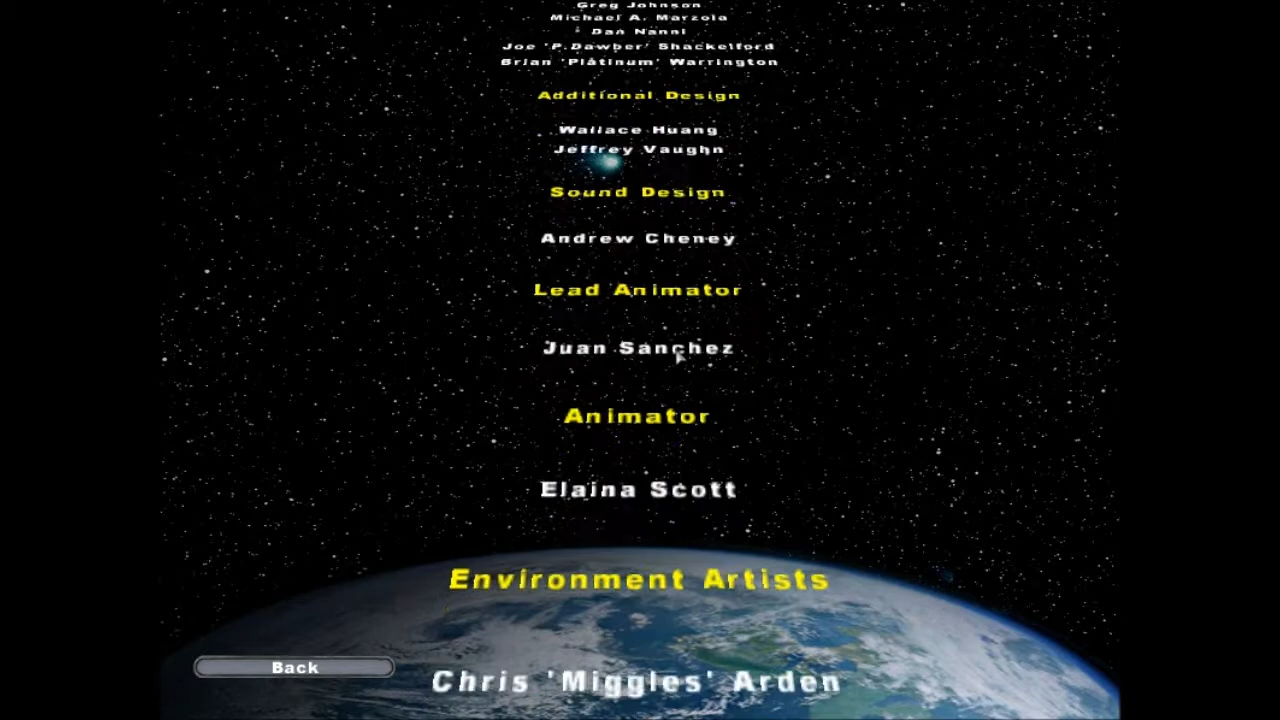 Greg Johnson
Michael A. Marzola
Dan Nanni
Joe 'P.Dawber' Shackelford
Brian 'Platinum' Warrington
Additional Design
Wallace Huang
Jeffrey Vaughn
Sound Design
Andrew Cheney
Lead Animator
Juan Sanchez
Animator
Elaina Scott
Environment Artists
Back
Chris 'Miggles' Arden